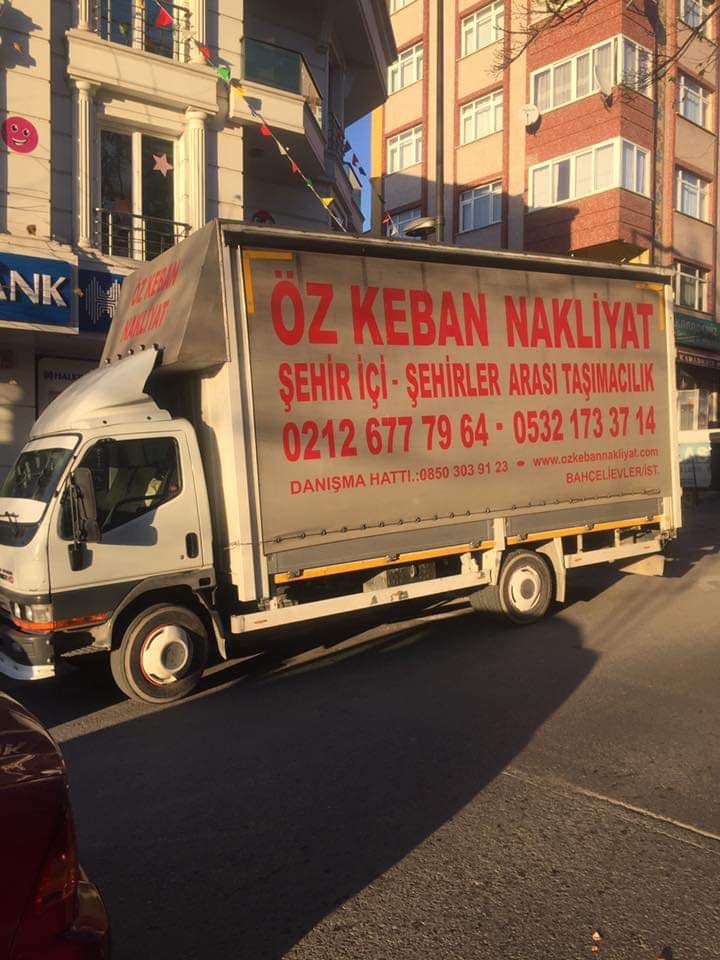 ANK
ÖZ KEBAN
NAKLİYAT
ÖZ KEBAN NAKLİYAT
ŞEHİR İÇİ - ŞEHİRLER ARASI TAŞIMACILIK
0212 677 79 64 • 0532 173 37 14
DANIŞMA HATTI.:0850 303 91 23 • www.ozkebannakliyat.com
BAHÇELİEVLER/İST.